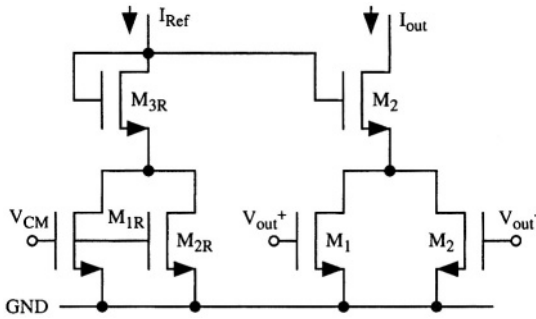 I_Ref I_out
M_3R M_2
V_CM M_1R M_2R V_out^+ M_1 M_2 V_out^-
GND